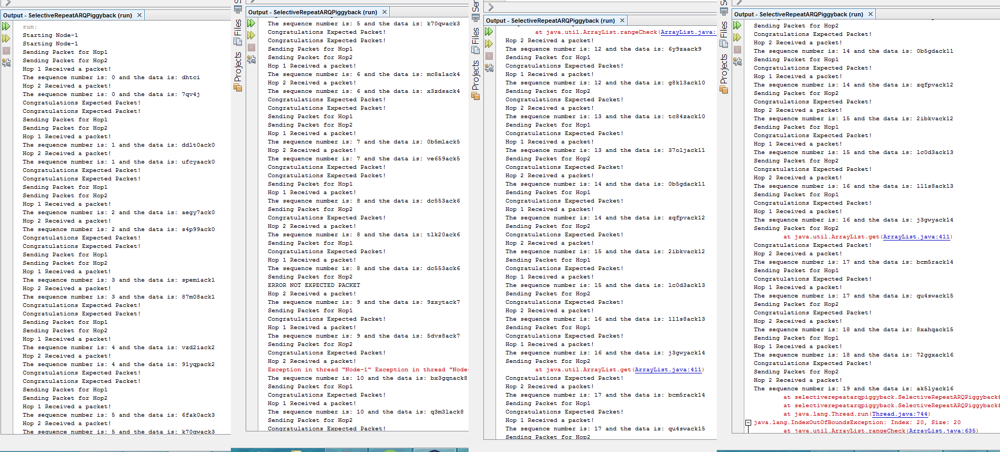 Output - SelectiveRepeatARQPiggyback (run)
run:
Starting Node-1
Starting Node-1
Sending Packet for Hop1
Sending Packet for Hop2
Hop 1 Received a packet!
The sequence number is: 0 and the data is: dhtci
Hop 2 Received a packet!
The sequence number is: 0 and the data is: 7qv4j
Congratulations Expected Packet!
Congratulations Expected Packet!
Sending Packet for Hop1
Sending Packet for Hop2
Hop 1 Received a packet!
The sequence number is: 1 and the data is: ddlt0ack0
Hop 2 Received a packet!
The sequence number is: 1 and the data is: ufcyaack0
Congratulations Expected Packet!
Congratulations Expected Packet!
Sending Packet for Hop1
Sending Packet for Hop2
Hop 1 Received a packet!
The sequence number is: 2 and the data is: aegy7ack0
Hop 2 Received a packet!
The sequence number is: 2 and the data is: s4p99ack0
Congratulations Expected Packet!
Congratulations Expected Packet!
Sending Packet for Hop1
Sending Packet for Hop2
Hop 1 Received a packet!
The sequence number is: 3 and the data is: spemiack1
Hop 2 Received a packet!
The sequence number is: 3 and the data is: 87m08ack1
Congratulations Expected Packet!
Congratulations Expected Packet!
Sending Packet for Hop1
Sending Packet for Hop2
Hop 1 Received a packet!
The sequence number is: 4 and the data is: vzd2iack2
Hop 2 Received a packet!
The sequence number is: 4 and the data is: 91yqpack2
Congratulations Expected Packet!
Congratulations Expected Packet!
Sending Packet for Hop1
Sending Packet for Hop2
Hop 1 Received a packet!
The sequence number is: 5 and the data is: 6fak0ack3
Hop 2 Received a packet!
The sequence number is: 5 and the data is: k70qwack3
Files
Projects
Output - SelectiveRepeatARQPiggyback (run)
The sequence number is: 5 and the data is: k70qwack3
Congratulations Expected Packet!
Congratulations Expected Packet!
Sending Packet for Hop1
Sending Packet for Hop2
Hop 1 Received a packet!
The sequence number is: 6 and the data is: mc8a1ack4
Hop 2 Received a packet!
The sequence number is: 6 and the data is: x3zdsack4
Congratulations Expected Packet!
Congratulations Expected Packet!
Sending Packet for Hop1
Sending Packet for Hop2
Hop 1 Received a packet!
The sequence number is: 7 and the data is: 0b5mlack5
Hop 2 Received a packet!
The sequence number is: 7 and the data is: ve659ack5
Congratulations Expected Packet!
Congratulations Expected Packet!
Sending Packet for Hop1
Hop 1 Received a packet!
The sequence number is: 8 and the data is: dc553ack6
Sending Packet for Hop2
Congratulations Expected Packet!
Hop 2 Received a packet!
The sequence number is: 8 and the data is: tlk20ack6
Sending Packet for Hop1
Congratulations Expected Packet!
Hop 1 Received a packet!
The sequence number is: 8 and the data is: dc553ack6
Sending Packet for Hop2
ERROR NOT EXPECTED PACKET
Hop 2 Received a packet!
The sequence number is: 9 and the data is: 9zxytack7
Sending Packet for Hop1
Congratulations Expected Packet!
Hop 1 Received a packet!
The sequence number is: 9 and the data is: 5dvs8ack7
Sending Packet for Hop2
Congratulations Expected Packet!
Hop 2 Received a packet!
Exception in thread "Node-1" Exception in thread "Node-
The sequence number is: 10 and the data is: bx3gqnack8
Sending Packet for Hop1
Congratulations Expected Packet!
Hop 1 Received a packet!
The sequence number is: 10 and the data is: q3m3lack8
Sending Packet for Hop2
Congratulations Expected Packet!
Files
Projects
Output - SelectiveRepeatARQPiggyback (run)
at java.util.ArrayList.rangeCheck(ArrayList.java:
Hop 2 Received a packet!
The sequence number is: 12 and the data is: 6y9zaack9
Sending Packet for Hop1
Congratulations Expected Packet!
Hop 1 Received a packet!
The sequence number is: 12 and the data is: g8k13ack10
Sending Packet for Hop2
Congratulations Expected Packet!
Hop 2 Received a packet!
The sequence number is: 13 and the data is: tc84zack10
Sending Packet for Hop1
Congratulations Expected Packet!
Hop 1 Received a packet!
The sequence number is: 13 and the data is: 37oljack11
Sending Packet for Hop2
Congratulations Expected Packet!
Hop 2 Received a packet!
The sequence number is: 14 and the data is: 0b5gdack11
Sending Packet for Hop1
Congratulations Expected Packet!
Hop 1 Received a packet!
The sequence number is: 14 and the data is: zqfpvack12
Sending Packet for Hop2
Congratulations Expected Packet!
Hop 2 Received a packet!
The sequence number is: 15 and the data is: 2ibkvack12
Sending Packet for Hop1
Congratulations Expected Packet!
Hop 1 Received a packet!
The sequence number is: 15 and the data is: lc0d3ack13
Sending Packet for Hop2
Congratulations Expected Packet!
Hop 2 Received a packet!
The sequence number is: 16 and the data is: 1l1s8ack13
Sending Packet for Hop1
Congratulations Expected Packet!
Hop 1 Received a packet!
The sequence number is: 16 and the data is: j3gwyack14
Sending Packet for Hop2
at java.util.ArrayList.get(ArrayList.java:411)
Congratulations Expected Packet!
Hop 2 Received a packet!
The sequence number is: 17 and the data is: bcm5rack14
Sending Packet for Hop1
Congratulations Expected Packet!
Hop 1 Received a packet!
The sequence number is: 17 and the data is: qu4swack15
Sending Packet for Hop2
Files
Projects
Output - SelectiveRepeatARQPiggyback (run)
Sending Packet for Hop2
Congratulations Expected Packet!
Hop 2 Received a packet!
The sequence number is: 14 and the data is: 0b5gdack11
Sending Packet for Hop1
Congratulations Expected Packet!
Hop 1 Received a packet!
The sequence number is: 14 and the data is: zqfpvack12
Sending Packet for Hop2
Congratulations Expected Packet!
Hop 2 Received a packet!
The sequence number is: 15 and the data is: 2ibkvack12
Sending Packet for Hop1
Congratulations Expected Packet!
Hop 1 Received a packet!
The sequence number is: 15 and the data is: lc0d3ack13
Sending Packet for Hop2
Congratulations Expected Packet!
Hop 2 Received a packet!
The sequence number is: 16 and the data is: 1l1s8ack13
Sending Packet for Hop1
Congratulations Expected Packet!
Hop 1 Received a packet!
The sequence number is: 16 and the data is: j3gwyack14
Sending Packet for Hop2
at java.util.ArrayList.get(ArrayList.java:411)
Congratulations Expected Packet!
Hop 2 Received a packet!
The sequence number is: 17 and the data is: bcm5rack14
Sending Packet for Hop1
Congratulations Expected Packet!
Hop 1 Received a packet!
The sequence number is: 17 and the data is: qu4swack15
Sending Packet for Hop2
Congratulations Expected Packet!
Hop 2 Received a packet!
The sequence number is: 18 and the data is: 8xahqack15
Sending Packet for Hop1
Hop 1 Received a packet!
The sequence number is: 18 and the data is: 72ggxack16
Congratulations Expected Packet!
Sending Packet for Hop2
Hop 2 Received a packet!
The sequence number is: 19 and the data is: ak5lyack16
at selectiverepeatarqpiggyback.SelectiveRepeatARQPiggyback$
at selectiverepeatarqpiggyback.SelectiveRepeatARQPiggyback$
at java.lang.Thread.run(Thread.java:744)
java.lang.IndexOutOfBoundsException: Index: 20, Size: 20
at java.util.ArrayList.rangeCheck(ArrayList.java:635)